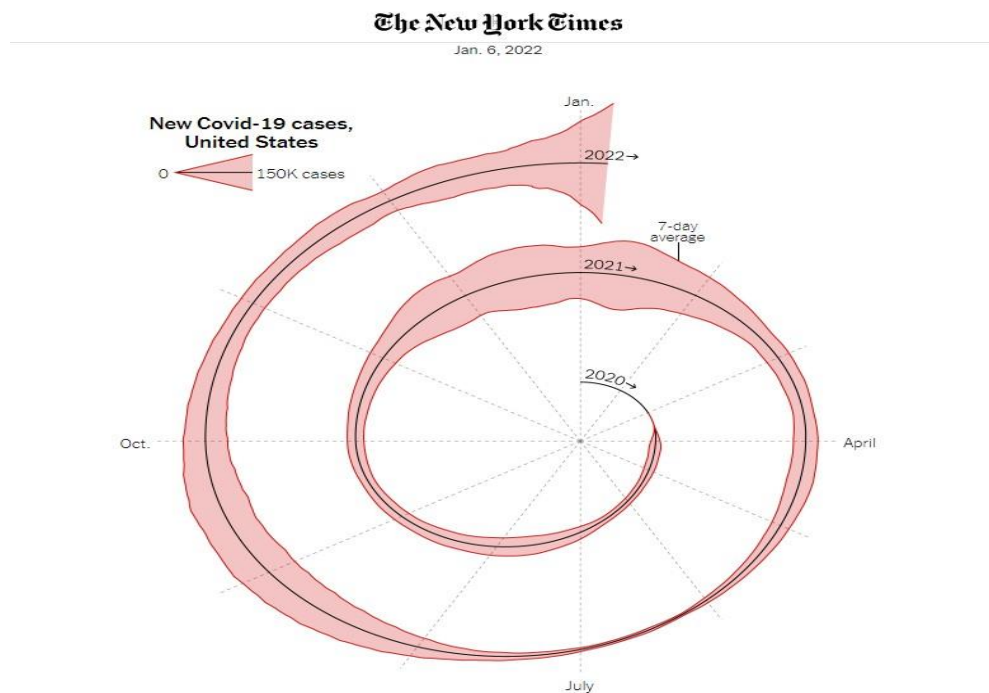 The New York Times
Jan. 6, 2022
Jan.
New Covid-19 cases,
United States
0
150K cases
2022→
7-day
average
2021→
2020→
Oct.
April
July